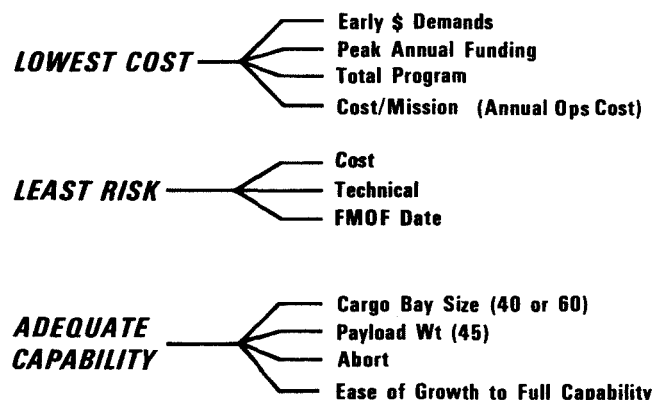 LOWEST COST
Early $ Demands
Peak Annual Funding
Total Program
Cost/Mission (Annual Ops Cost)
LEAST RISK
Cost
Technical
FMOF Date
ADEQUATE
CAPABILITY
Cargo Bay Size (40 or 60)
Payload Wt (45)
Abort
Ease of Growth to Full Capability